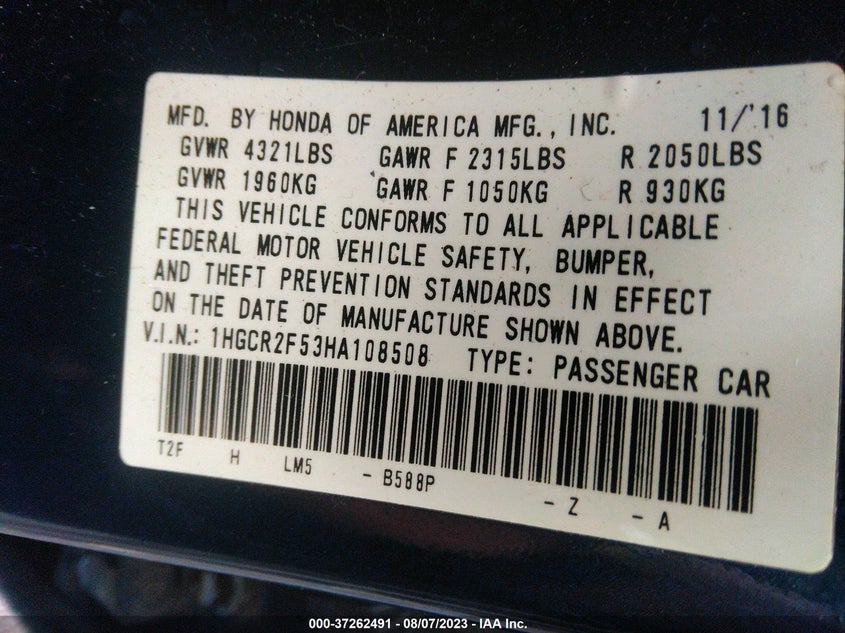 MFD. BY HONDA OF AMERICA MFG., INC. 11/'16
GVWR 4321LBS GAWR F 2315LBS R 2050LBS
GVWR 1960KG GAWR F 1050KG R 930KG
THIS VEHICLE CONFORMS TO ALL APPLICABLE
FEDERAL MOTOR VEHICLE SAFETY, BUMPER,
AND THEFT PREVENTION STANDARDS IN EFFECT
ON THE DATE OF MANUFACTURE SHOWN ABOVE.
V.I.N.: 1HGCR2F53HA108508 TYPE: PASSENGER CAR
T2F H LM5 - B588P - Z - A
000-37262491 - 08/07/2023 - IAA Inc.